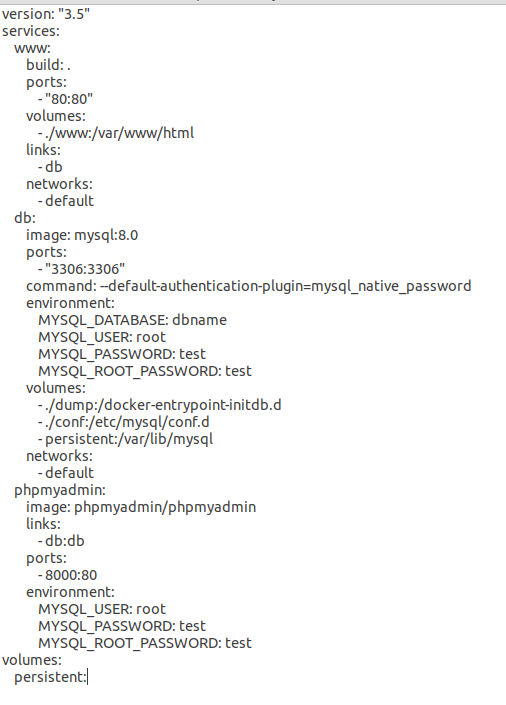 version: "3.5"
services:
  www:
    build: .
    ports:
      - "80:80"
    volumes:
      - ./www:/var/www/html
    links:
      - db
    networks:
      - default
  db:
    image: mysql:8.0
    ports:
      - "3306:3306"
    command: --default-authentication-plugin=mysql_native_password
    environment:
      MYSQL_DATABASE: dbname
      MYSQL_USER: root
      MYSQL_PASSWORD: test
      MYSQL_ROOT_PASSWORD: test
    volumes:
      - ./dump:/docker-entrypoint-initdb.d
      - ./conf:/etc/mysql/conf.d
      - persistent:/var/lib/mysql
    networks:
      - default
  phpmyadmin:
    image: phpmyadmin/phpmyadmin
    links:
      - db:db
    ports:
      - 8000:80
    environment:
      MYSQL_USER: root
      MYSQL_PASSWORD: test
      MYSQL_ROOT_PASSWORD: test
volumes:
  persistent: